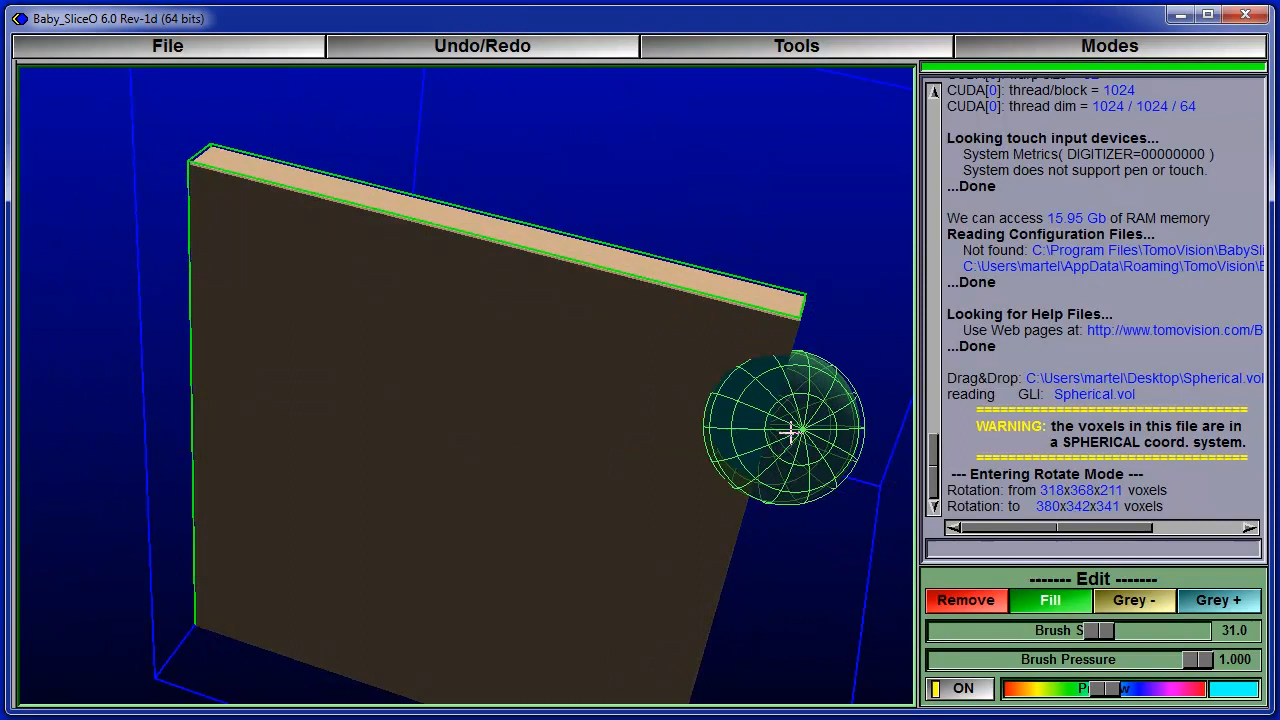 Baby_SliceO 6.0 Rev-1d (64 bits)
File Undo/Redo Tools Modes
CUDA[0]: thread/block = 1024
CUDA[0]: thread dim = 1024 / 1024 / 64
Looking touch input devices...
System Metrics( DIGITIZER=00000000 )
System does not support pen or touch.
...Done
We can access 15.95 Gb of RAM memory
Reading Configuration Files...
Not found: C:\Program Files\TomoVision\BabySli
C:\Users\martel\AppData\Roaming\TomoVision\E
...Done
Looking for Help Files...
Use Web pages at: http://www.tomovision.com/B
...Done
Drag&Drop: C:\Users\martel\Desktop\Spherical.vol
reading GLI: Spherical.vol
===================================
WARNING: the voxels in this file are in
a SPHERICAL coord. system.
===================================
--- Entering Rotate Mode ---
Rotation: from 318x368x211 voxels
Rotation: to 380x342x341 voxels
------- Edit -------
Remove Fill Grey - Grey +
Brush S 31.0
Brush Pressure 1.000
ON